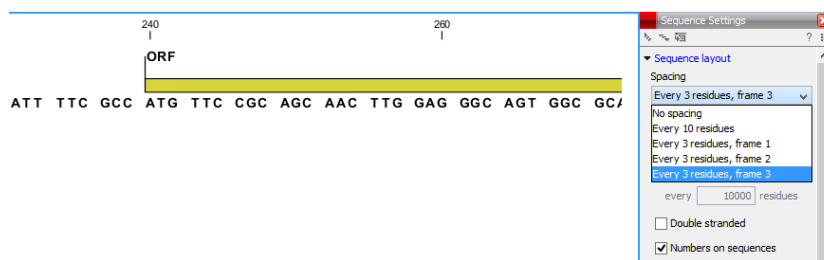 240
260
ORF
ATT TTC GCC ATG TTC CGC AGC AAC TTG GAG GGC AGT GGC GCA
Sequence Settings
?
Sequence layout
Spacing
Every 3 residues, frame 3
No spacing
Every 10 residues
Every 3 residues, frame 1
Every 3 residues, frame 2
Every 3 residues, frame 3
every 10000 residues
Double stranded
Numbers on sequences